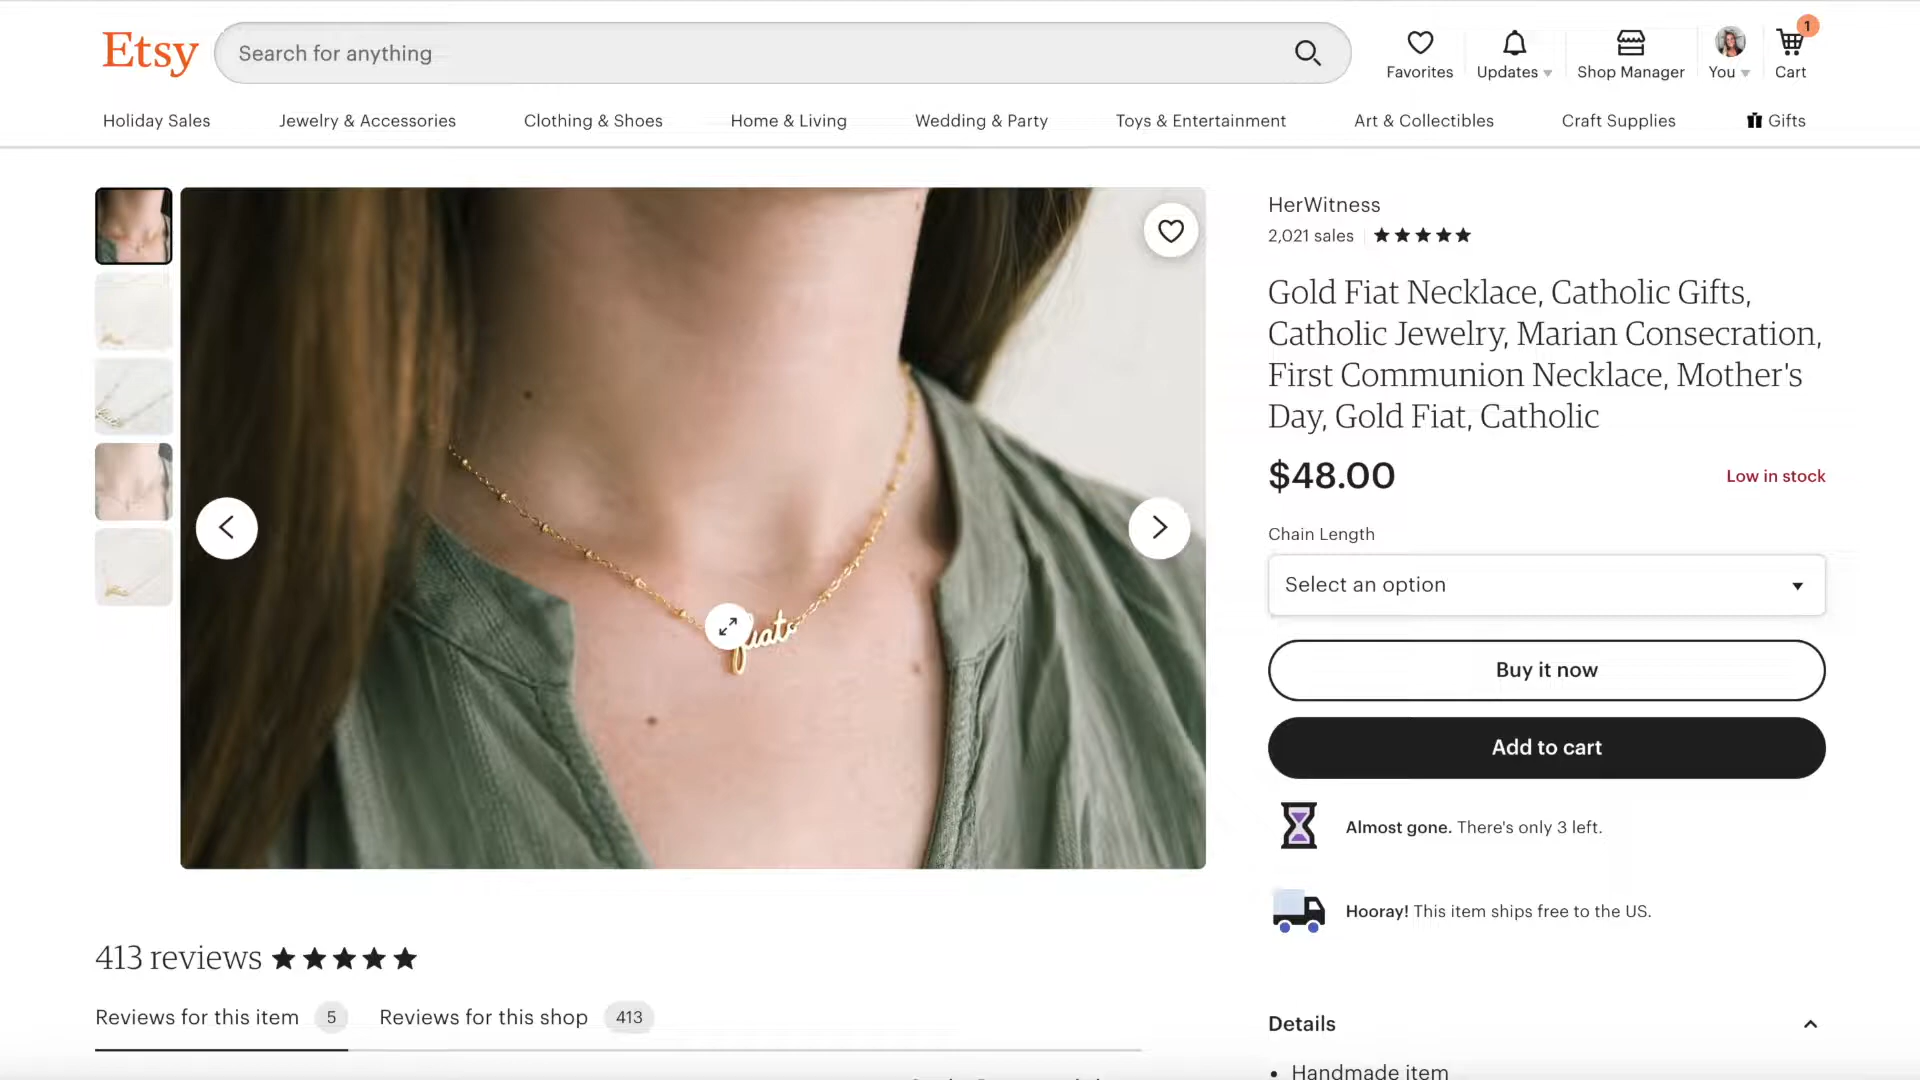 Etsy
Search for anything
Favorites
Updates
Shop Manager
You
1
Cart
Holiday Sales
Jewelry & Accessories
Clothing & Shoes
Home & Living
Wedding & Party
Toys & Entertainment
Art & Collectibles
Craft Supplies
Gifts
HerWitness
2,021 sales
Gold Fiat Necklace, Catholic Gifts,
Catholic Jewelry, Marian Consecration,
First Communion Necklace, Mother's
Day, Gold Fiat, Catholic
$48.00
Low in stock
Chain Length
Select an option
Buy it now
Add to cart
Almost gone. There's only 3 left.
Hooray! This item ships free to the US.
fiat
413 reviews
Reviews for this item 5
Reviews for this shop 413
Details
• Handmade item